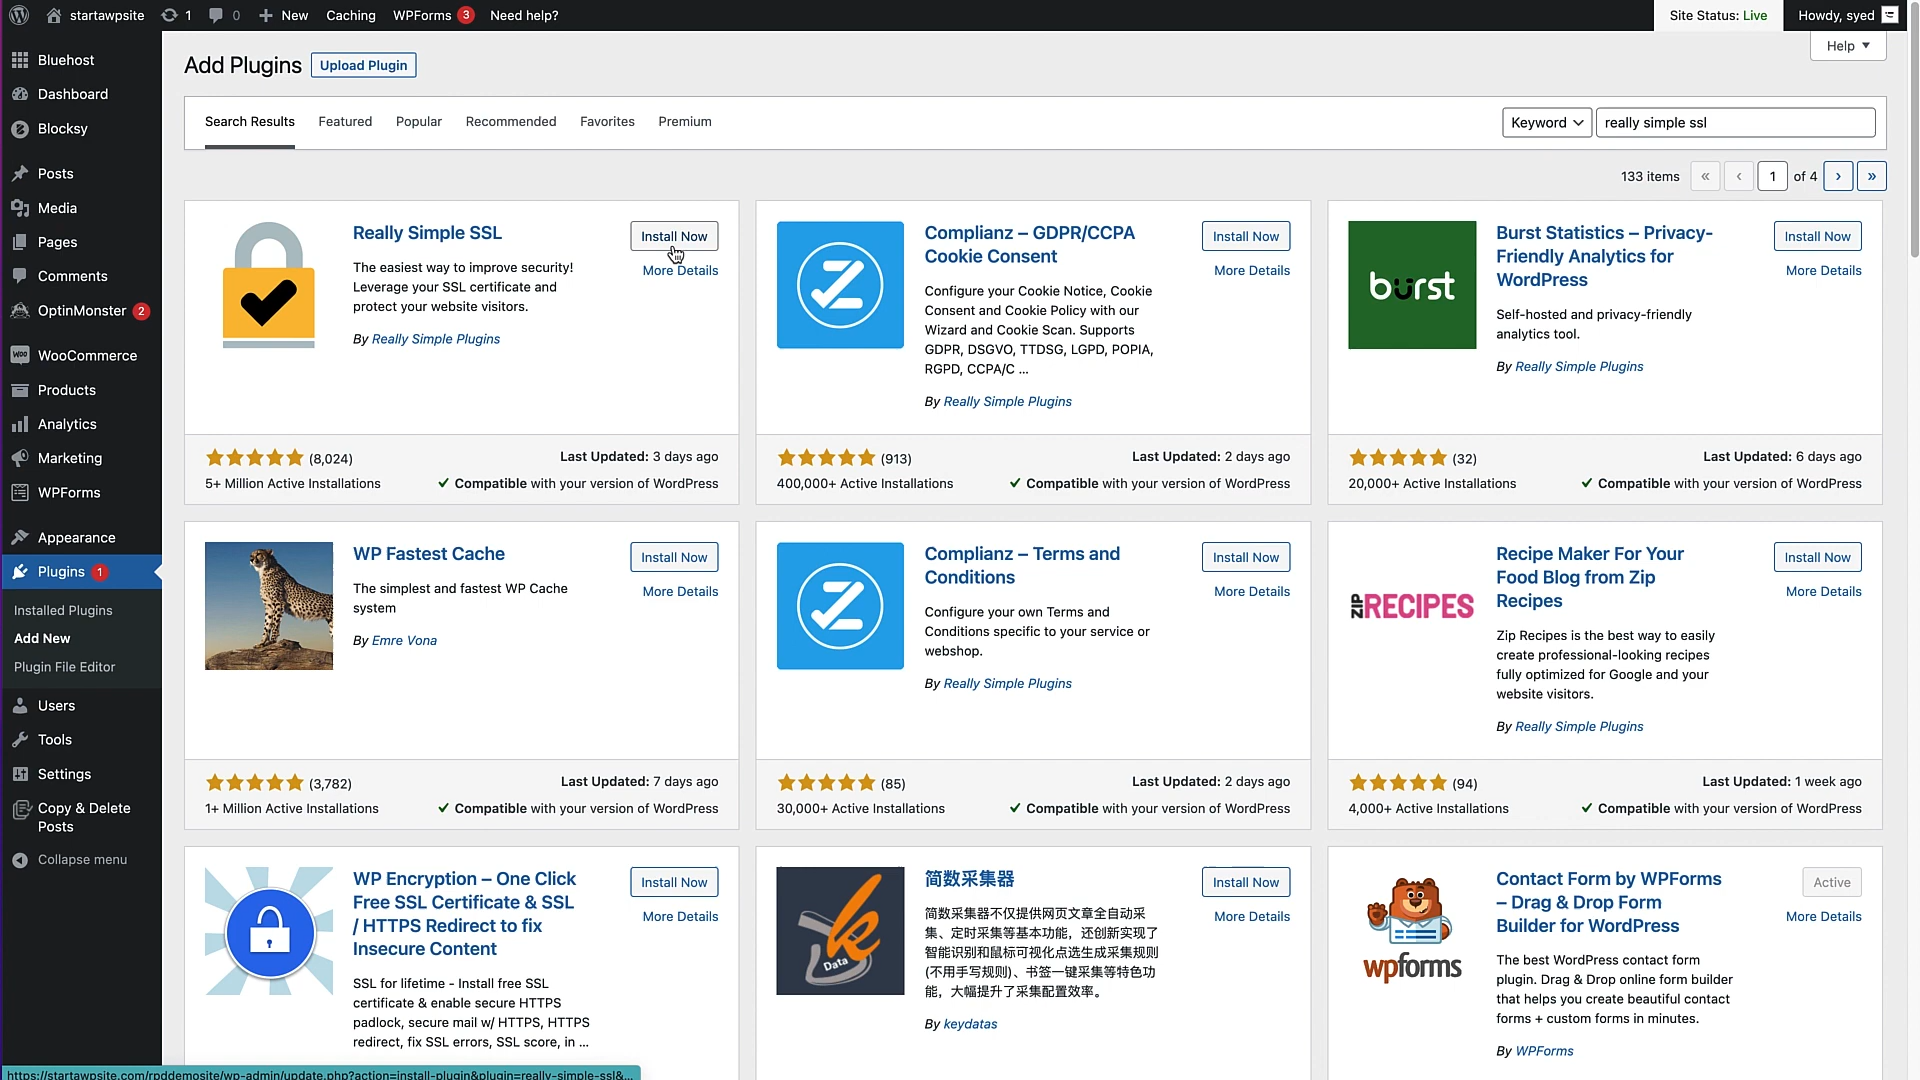 startawpsite 1 0 New Caching WPForms 3 Need help? Site Status: Live Howdy, syed
Help
Bluehost
Dashboard
Blocksy
Posts
Media
Pages
Comments
OptinMonster 2
WooCommerce
Products
Analytics
Marketing
WPForms
Appearance
Plugins 1
Installed Plugins
Add New
Plugin File Editor
Users
Tools
Settings
Copy & Delete
Posts
Collapse menu
Add Plugins Upload Plugin
Search Results Featured Popular Recommended Favorites Premium Keyword really simple ssl
133 items « ‹ 1 of 4 › »
Really Simple SSL
Install Now
More Details
The easiest way to improve security!
Leverage your SSL certificate and
protect your website visitors.
By Really Simple Plugins
(8,024)
Last Updated: 3 days ago
5+ Million Active Installations
✓ Compatible with your version of WordPress
Complianz – GDPR/CCPA
Cookie Consent
Install Now
More Details
Configure your Cookie Notice, Cookie
Consent and Cookie Policy with our
Wizard and Cookie Scan. Supports
GDPR, DSGVO, TTDSG, LGPD, POPIA,
RGPD, CCPA/C ...
By Really Simple Plugins
(913)
Last Updated: 2 days ago
400,000+ Active Installations
✓ Compatible with your version of WordPress
burst
Burst Statistics – Privacy-
Friendly Analytics for
WordPress
Install Now
More Details
Self-hosted and privacy-friendly
analytics tool.
By Really Simple Plugins
(32)
Last Updated: 6 days ago
20,000+ Active Installations
✓ Compatible with your version of WordPress
WP Fastest Cache
Install Now
More Details
The simplest and fastest WP Cache
system
By Emre Vona
(3,782)
Last Updated: 7 days ago
1+ Million Active Installations
✓ Compatible with your version of WordPress
Complianz – Terms and
Conditions
Install Now
More Details
Configure your own Terms and
Conditions specific to your service or
webshop.
By Really Simple Plugins
(85)
Last Updated: 2 days ago
30,000+ Active Installations
✓ Compatible with your version of WordPress
ZIP RECIPES
Recipe Maker For Your
Food Blog from Zip
Recipes
Install Now
More Details
Zip Recipes is the best way to easily
create professional-looking recipes
fully optimized for Google and your
website visitors.
By Really Simple Plugins
(94)
Last Updated: 1 week ago
4,000+ Active Installations
✓ Compatible with your version of WordPress
WP Encryption – One Click
Free SSL Certificate & SSL
/ HTTPS Redirect to fix
Insecure Content
Install Now
More Details
SSL for lifetime - Install free SSL
certificate & enable secure HTTPS
padlock, secure mail w/ HTTPS, HTTPS
redirect, fix SSL errors, SSL score, in ...
Data
简数采集器
Install Now
More Details
简数采集器不仅提供网页文章全自动采
集、定时采集等基本功能，还创新实现了
智能识别和鼠标可视化点选生成采集规则
(不用手写规则)、书签一键采集等特色功
能，大幅提升了采集配置效率。
By keydatas
wpforms
Contact Form by WPForms
– Drag & Drop Form
Builder for WordPress
Active
More Details
The best WordPress contact form
plugin. Drag & Drop online form builder
that helps you create beautiful contact
forms + custom forms in minutes.
By WPForms
https://startawpsite.com/rpddemosite/wp-admin/update.php?action=install-plugin&plugin=really-simple-ssl&...